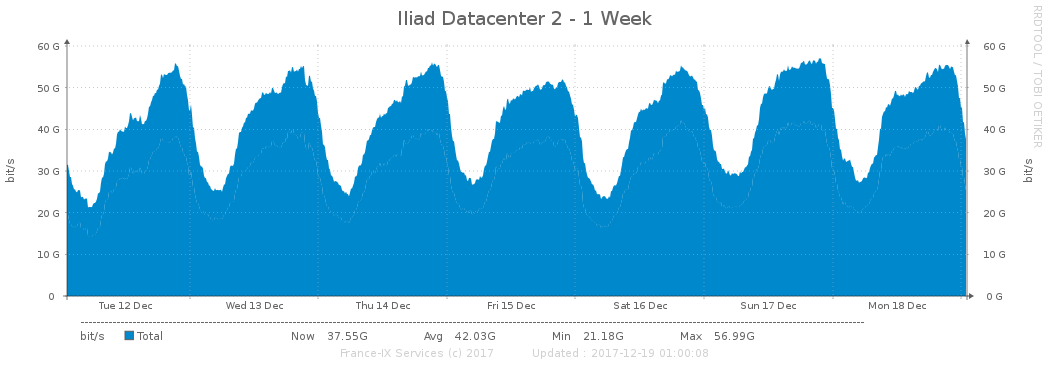 Iliad Datacenter 2 - 1 Week
RRDTOOL / TOBI OETIKER
60 G 60 G
50 G 50 G
40 G 40 G
30 G 30 G
20 G 20 G
10 G 10 G
0 0 G
bit/s
bit/s
Tue 12 Dec Wed 13 Dec Thu 14 Dec Fri 15 Dec Sat 16 Dec Sun 17 Dec Mon 18 Dec
bit/s Total Now 37.55G Avg 42.03G Min 21.18G Max 56.99G
France-IX Services (c) 2017 Updated : 2017-12-19 01:00:08